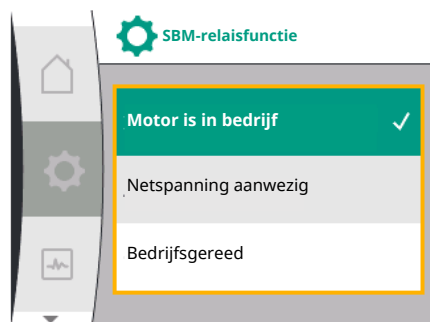 SBM-relaisfunctie
Motor is in bedrijf
Netspanning aanwezig
Bedrijfsgereed